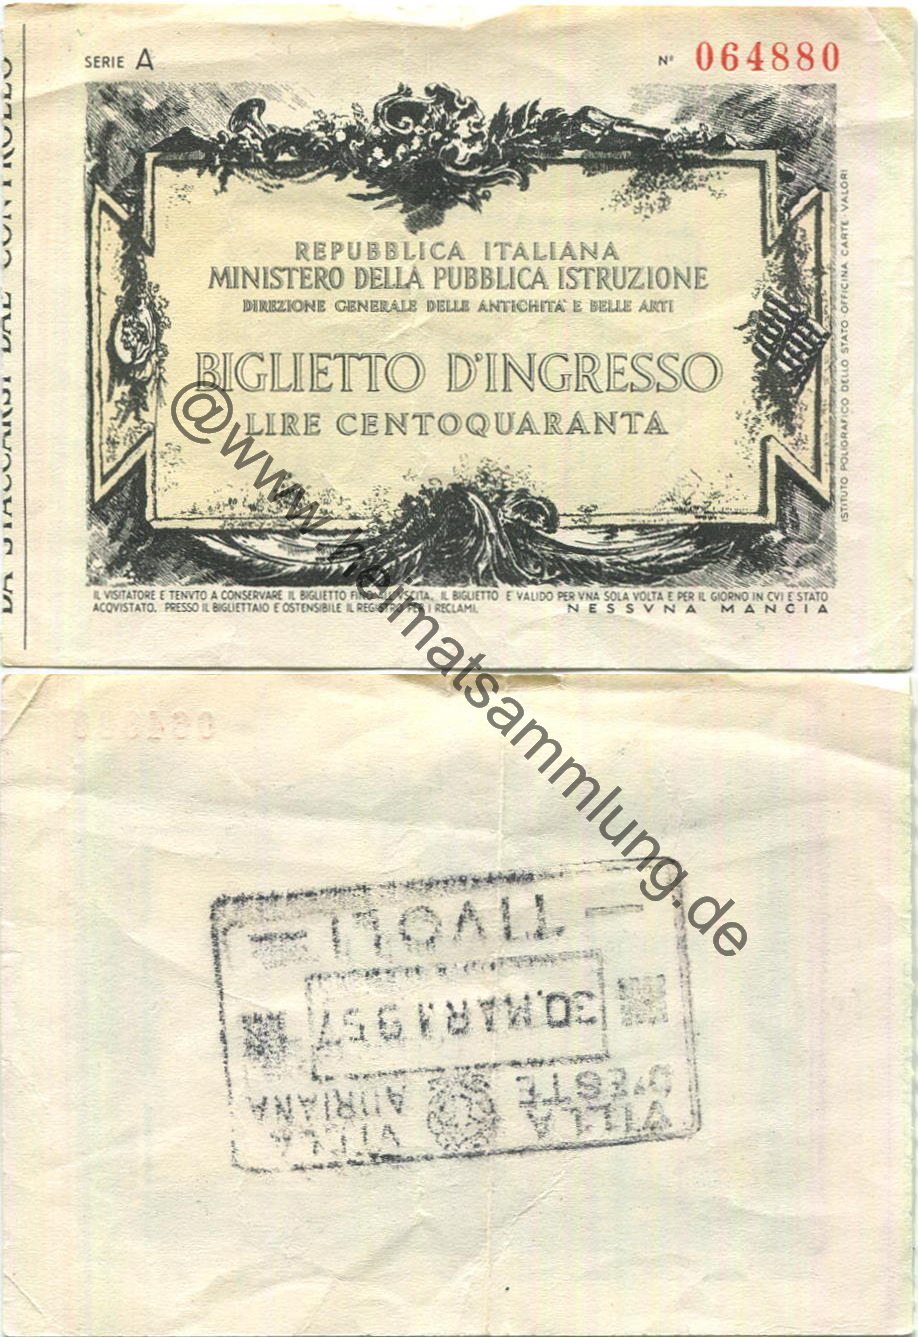 SERIE A
Nº 064880
DA STACCARSI DAL CONTROLLO
REPUBBLICA ITALIANA
MINISTERO DELLA PUBBLICA ISTRUZIONE
DIREZIONE GENERALE DELLE ANTICHITA' E BELLE ARTI
BIGLIETTO D'INGRESSO
LIRE CENTOQUARANTA
ISTITUTO POLIGRAFICO DELLO STATO·OFFICINA CARTE·VALORI
IL VISITATORE E TENVTO A CONSERVARE IL BIGLIETTO FINO ALL'VSCITA. IL BIGLIETTO E' VALIDO PER VNA SOLA VOLTA E PER IL GIORNO IN CVI E STATO
ACQVISTATO. PRESSO IL BIGLIETTAIO E OSTENSIBILE IL REGISTRO PER I RECLAMI. NESSVNA MANCIA
@www.heimatsammlung.de
064880
VILLA D'ESTE
VILLA ADRIANA
30.MAR.1957
TIVOLI